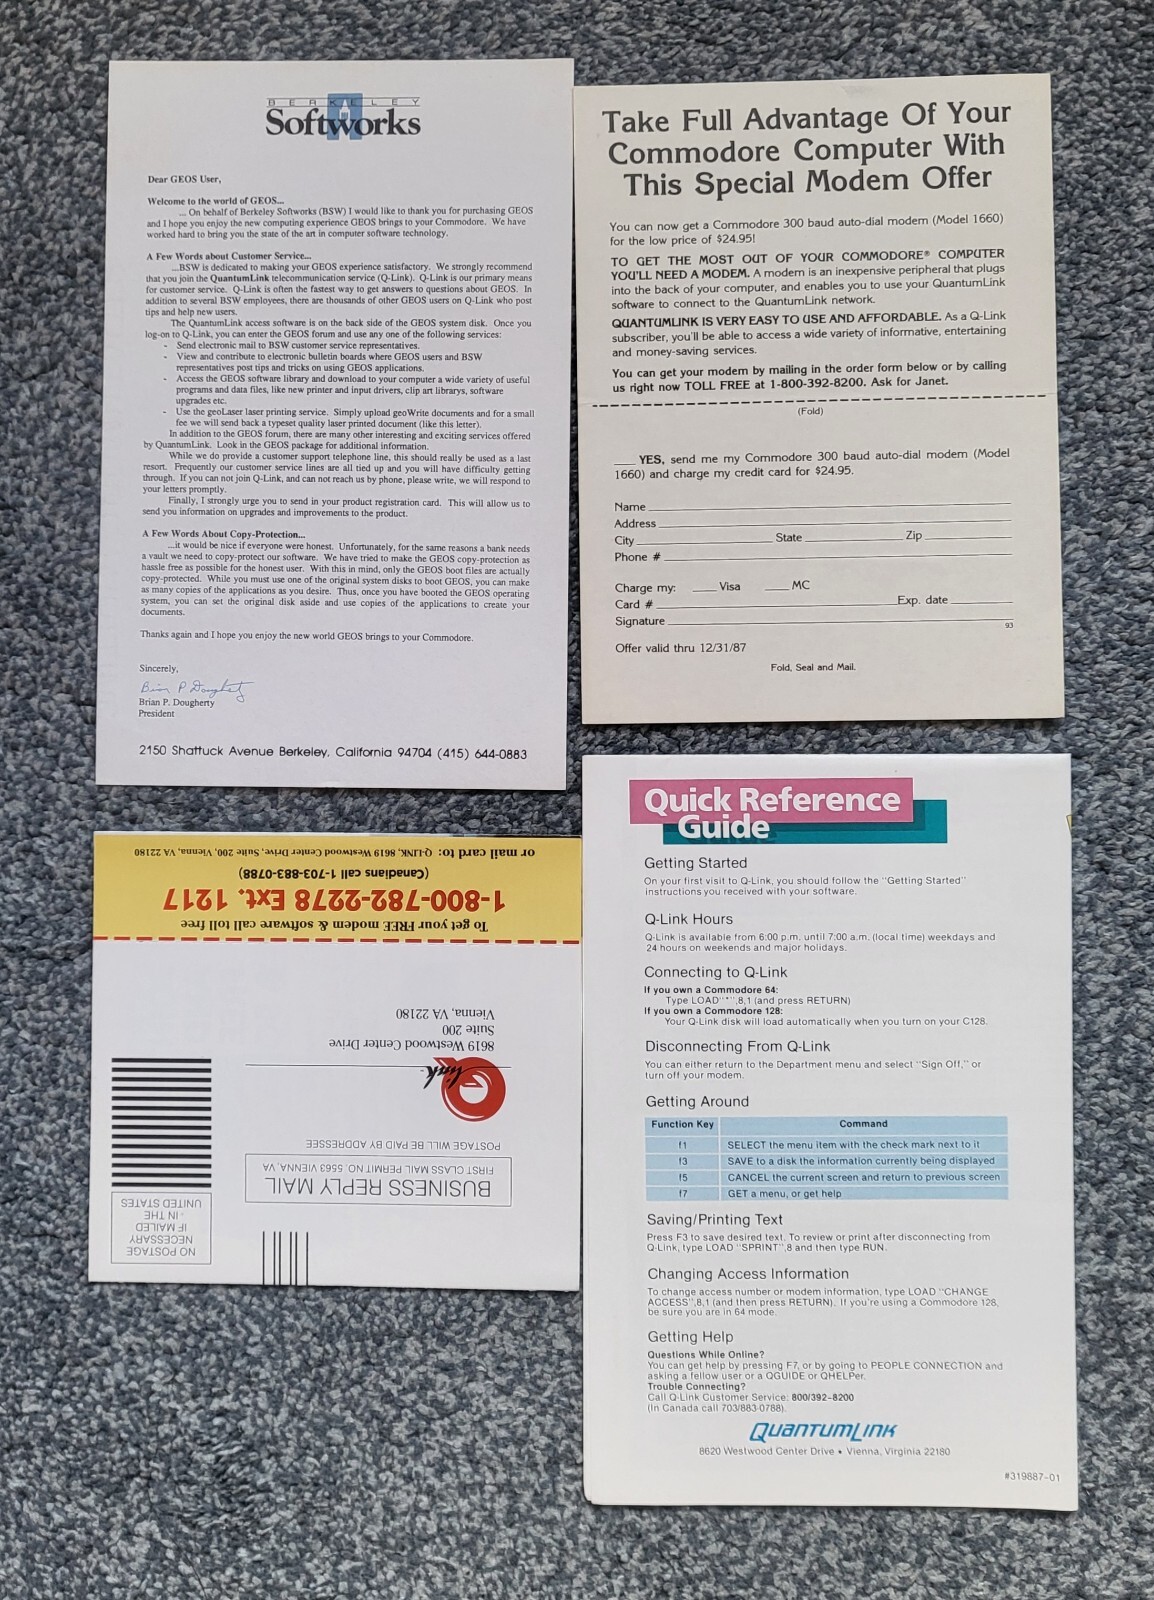 BERKELEY
Softworks
Dear GEOS User,
Welcome to the world of GEOS...
... On behalf of Berkeley Softworks (BSW) I would like to thank you for purchasing GEOS
and I hope you enjoy the new computing experience GEOS brings to your Commodore. We have
worked hard to bring you the state of the art in computer software technology.
A Few Words about Customer Service...
...BSW is dedicated to making your GEOS experience satisfactory. We strongly recommend
that you join the QuantumLink telecommunication service (Q-Link). Q-Link is our primary means
for customer service. Q-Link is often the fastest way to get answers to questions about GEOS. In
addition to several BSW employees, there are thousands of other GEOS users on Q-Link who post
tips and help new users.
The QuantumLink access software is on the back side of the GEOS system disk. Once you
log-on to Q-Link, you can enter the GEOS forum and use any one of the following services:
- Send electronic mail to BSW customer service representatives.
- View and contribute to electronic bulletin boards where GEOS users and BSW
representatives post tips and tricks on using GEOS applications.
- Access the GEOS software library and download to your computer a wide variety of useful
programs and data files, like new printer and input drivers, clip art librarys, software
upgrades etc.
- Use the geoLaser laser printing service. Simply upload geoWrite documents and for a small
fee we will send back a typeset quality laser printed document (like this letter).
In addition to the GEOS forum, there are many other interesting and exciting services offered
by QuantumLink. Look in the GEOS package for additional information.
While we do provide a customer support telephone line, this should really be used as a last
resort. Frequently our customer service lines are all tied up and you will have difficulty getting
through. If you can not join Q-Link, and can not reach us by phone, please write, we will respond to
your letters promptly.
Finally, I strongly urge you to send in your product registration card. This will allow us to
send you information on upgrades and improvements to the product.
A Few Words About Copy-Protection...
...it would be nice if everyone were honest. Unfortunately, for the same reasons a bank needs
a vault we need to copy-protect our software. We have tried to make the GEOS copy-protection as
hassle free as possible for the honest user. With this in mind, only the GEOS boot files are actually
copy-protected. While you must use one of the original system disks to boot GEOS, you can make
as many copies of the applications as you desire. Thus, once you have booted the GEOS operating
system, you can set the original disk aside and use copies of the applications to create your
documents.
Thanks again and I hope you enjoy the new world GEOS brings to your Commodore.
Sincerely,
Brian P. Dougherty
Brian P. Dougherty
President
2150 Shattuck Avenue Berkeley, California 94704 (415) 644-0883
Take Full Advantage Of Your
Commodore Computer With
This Special Modem Offer
You can now get a Commodore 300 baud auto-dial modem (Model 1660)
for the low price of $24.95!
TO GET THE MOST OUT OF YOUR COMMODORE® COMPUTER
YOU'LL NEED A MODEM. A modem is an inexpensive peripheral that plugs
into the back of your computer, and enables you to use your QuantumLink
software to connect to the QuantumLink network.
QUANTUMLINK IS VERY EASY TO USE AND AFFORDABLE. As a Q-Link
subscriber, you'll be able to access a wide variety of informative, entertaining
and money-saving services.
You can get your modem by mailing in the order form below or by calling
us right now TOLL FREE at 1-800-392-8200. Ask for Janet.
(Fold)
____ YES, send me my Commodore 300 baud auto-dial modem (Model
1660) and charge my credit card for $24.95.
Name
Address
City State Zip
Phone #
Charge my: ____ Visa ____ MC
Card # Exp. date
Signature
93
Offer valid thru 12/31/87
Fold, Seal and Mail.
NO POSTAGE
NECESSARY
IF MAILED
IN THE
UNITED STATES
BUSINESS REPLY MAIL
FIRST CLASS MAIL PERMIT NO. 5563 VIENNA, VA
POSTAGE WILL BE PAID BY ADDRESSEE
Q link
8619 Westwood Center Drive
Suite 200
Vienna, VA 22180
To get your FREE modem & software call toll free
1-800-782-2278 Ext. 1217
(Canadians call 1-703-883-0788)
or mail card to: Q-LINK, 8619 Westwood Center Drive, Suite 200, Vienna, VA 22180
Quick Reference
Guide
Getting Started
On your first visit to Q-Link, you should follow the "Getting Started"
instructions you received with your software.
Q-Link Hours
Q-Link is available from 6:00 p.m. until 7:00 a.m. (local time) weekdays and
24 hours on weekends and major holidays.
Connecting to Q-Link
If you own a Commodore 64:
Type LOAD"*",8,1 (and press RETURN)
If you own a Commodore 128:
Your Q-Link disk will load automatically when you turn on your C128.
Disconnecting From Q-Link
You can either return to the Department menu and select "Sign Off," or
turn off your modem.
Getting Around
Function Key Command
f1 SELECT the menu item with the check mark next to it
f3 SAVE to a disk the information currently being displayed
f5 CANCEL the current screen and return to previous screen
f7 GET a menu, or get help
Saving/Printing Text
Press F3 to save desired text. To review or print after disconnecting from
Q-Link, type LOAD "SPRINT",8 and then type RUN.
Changing Access Information
To change access number or modem information, type LOAD "CHANGE
ACCESS",8,1 (and then press RETURN). If you're using a Commodore 128,
be sure you are in 64 mode.
Getting Help
Questions While Online?
You can get help by pressing F7, or by going to PEOPLE CONNECTION and
asking a fellow user or a QGUIDE or QHELPer.
Trouble Connecting?
Call Q-Link Customer Service: 800/392-8200
(In Canada call 703/883-0788).
QuantumLink
8620 Westwood Center Drive • Vienna, Virginia 22180
#319887-01